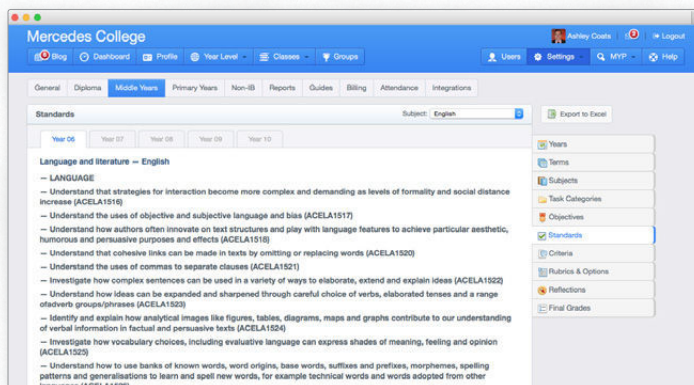 Mercedes College
Ashley Coats
9
Logout
9 Blog
Dashboard
Profile
Year Level
Classes
Groups
Users
Settings
MYP
Help
General
Diploma
Middle Years
Primary Years
Non-IB
Reports
Guides
Billing
Attendance
Integrations
Standards
Subject:
English
Export to Excel
Year 06
Year 07
Year 08
Year 09
Year 10
Language and literature — English
— LANGUAGE
— Understand that strategies for interaction become more complex and demanding as levels of formality and social distance
increase (ACELA1516)
— Understand the uses of objective and subjective language and bias (ACELA1517)
— Understand how authors often innovate on text structures and play with language features to achieve particular aesthetic,
humorous and persuasive purposes and effects (ACELA1518)
— Understand that cohesive links can be made in texts by omitting or replacing words (ACELA1520)
— Understand the uses of commas to separate clauses (ACELA1521)
— Investigate how complex sentences can be used in a variety of ways to elaborate, extend and explain ideas (ACELA1522)
— Understand how ideas can be expanded and sharpened through careful choice of verbs, elaborated tenses and a range
ofadverb groups/phrases (ACELA1523)
— Identify and explain how analytical images like figures, tables, diagrams, maps and graphs contribute to our understanding
of verbal information in factual and persuasive texts (ACELA1524)
— Investigate how vocabulary choices, including evaluative language can express shades of meaning, feeling and opinion
(ACELA1525)
— Understand how to use banks of known words, word origins, base words, suffixes and prefixes, morphemes, spelling
patterns and generalisations to learn and spell new words, for example technical words and words adopted from other
Years
Terms
Subjects
Task Categories
Objectives
Standards
Criteria
Rubrics & Options
Reflections
Final Grades